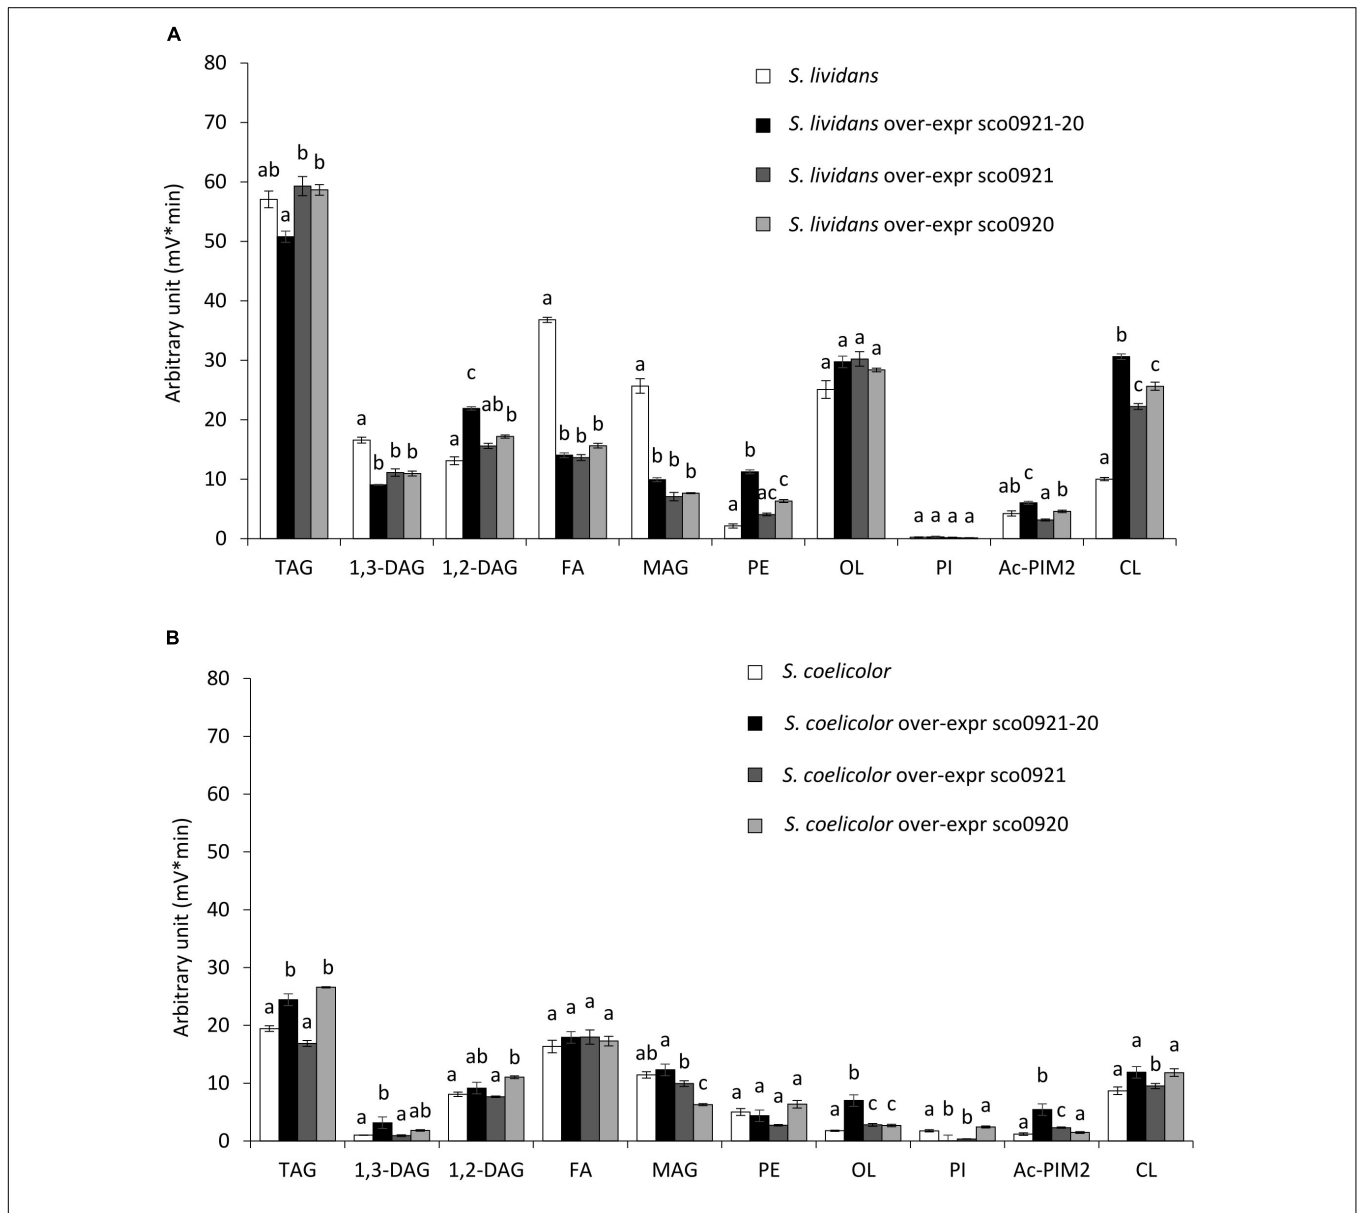 A
80
70
60
50
40
30
20
10
0
Arbitrary unit (mV*min)
S. lividans
S. lividans over-expr sco0921-20
S. lividans over-expr sco0921
S. lividans over-expr sco0920
ab a b b
a b b b
a c ab b
a b b b
a b b b
a b ac c
a a a a
a a a a
ab c a b
a b c c
TAG 1,3-DAG 1,2-DAG FA MAG PE OL PI Ac-PIM2 CL
B
80
70
60
50
40
30
20
10
0
Arbitrary unit (mV*min)
S. coelicolor
S. coelicolor over-expr sco0921-20
S. coelicolor over-expr sco0921
S. coelicolor over-expr sco0920
a b a b
a b a ab
a ab a b
a a a a
ab a b c
a a a a
a b c c
a b b a
a b c a
a a b a
TAG 1,3-DAG 1,2-DAG FA MAG PE OL PI Ac-PIM2 CL